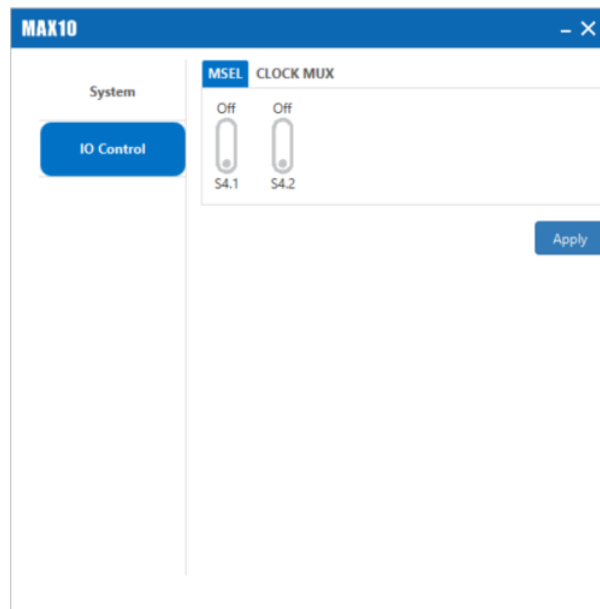 MAX10
System
IO Control
MSEL CLOCK MUX
Off Off
S4.1 S4.2
Apply